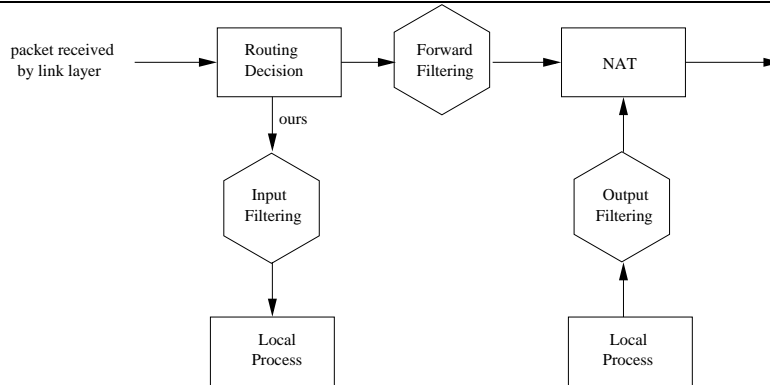 packet received
by link layer
Routing
Decision
Forward
Filtering
NAT
ours
Input
Filtering
Output
Filtering
Local
Process
Local
Process